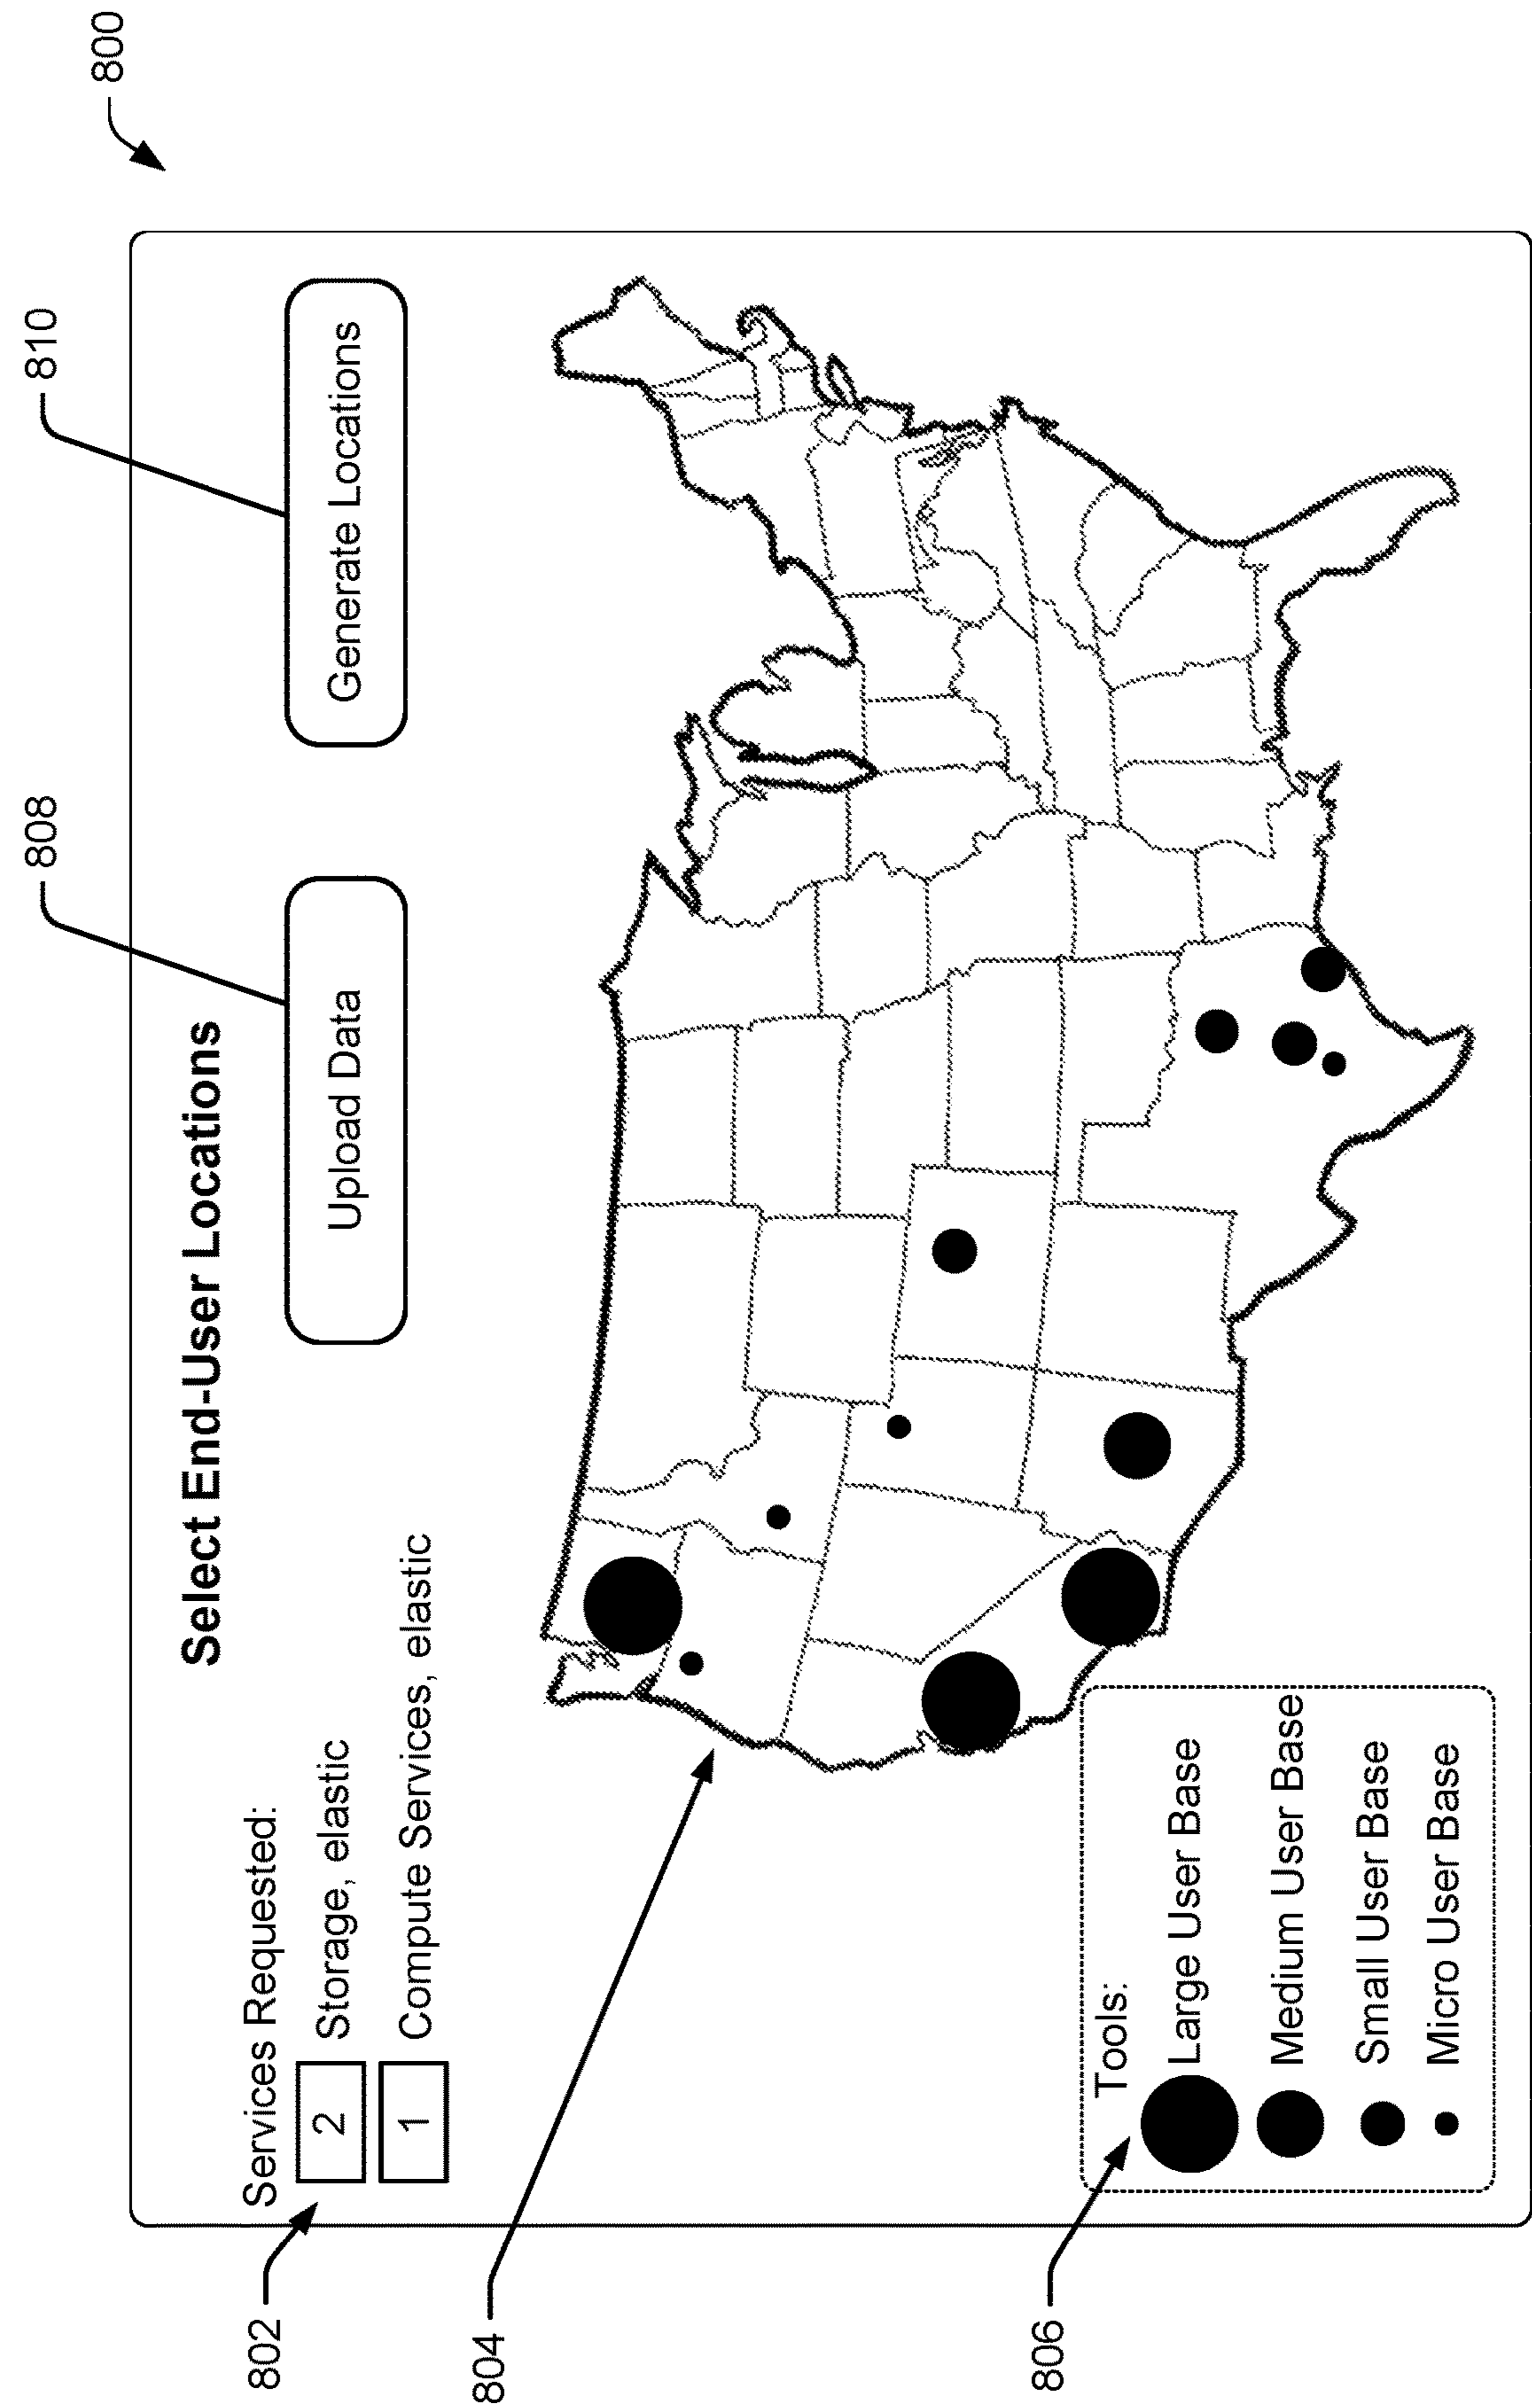 800
Select End-User Locations
Services Requested:
802
2 Storage, elastic
1 Compute Services, elastic
808
Upload Data
810
Generate Locations
804
806
Tools:
Large User Base
Medium User Base
Small User Base
Micro User Base